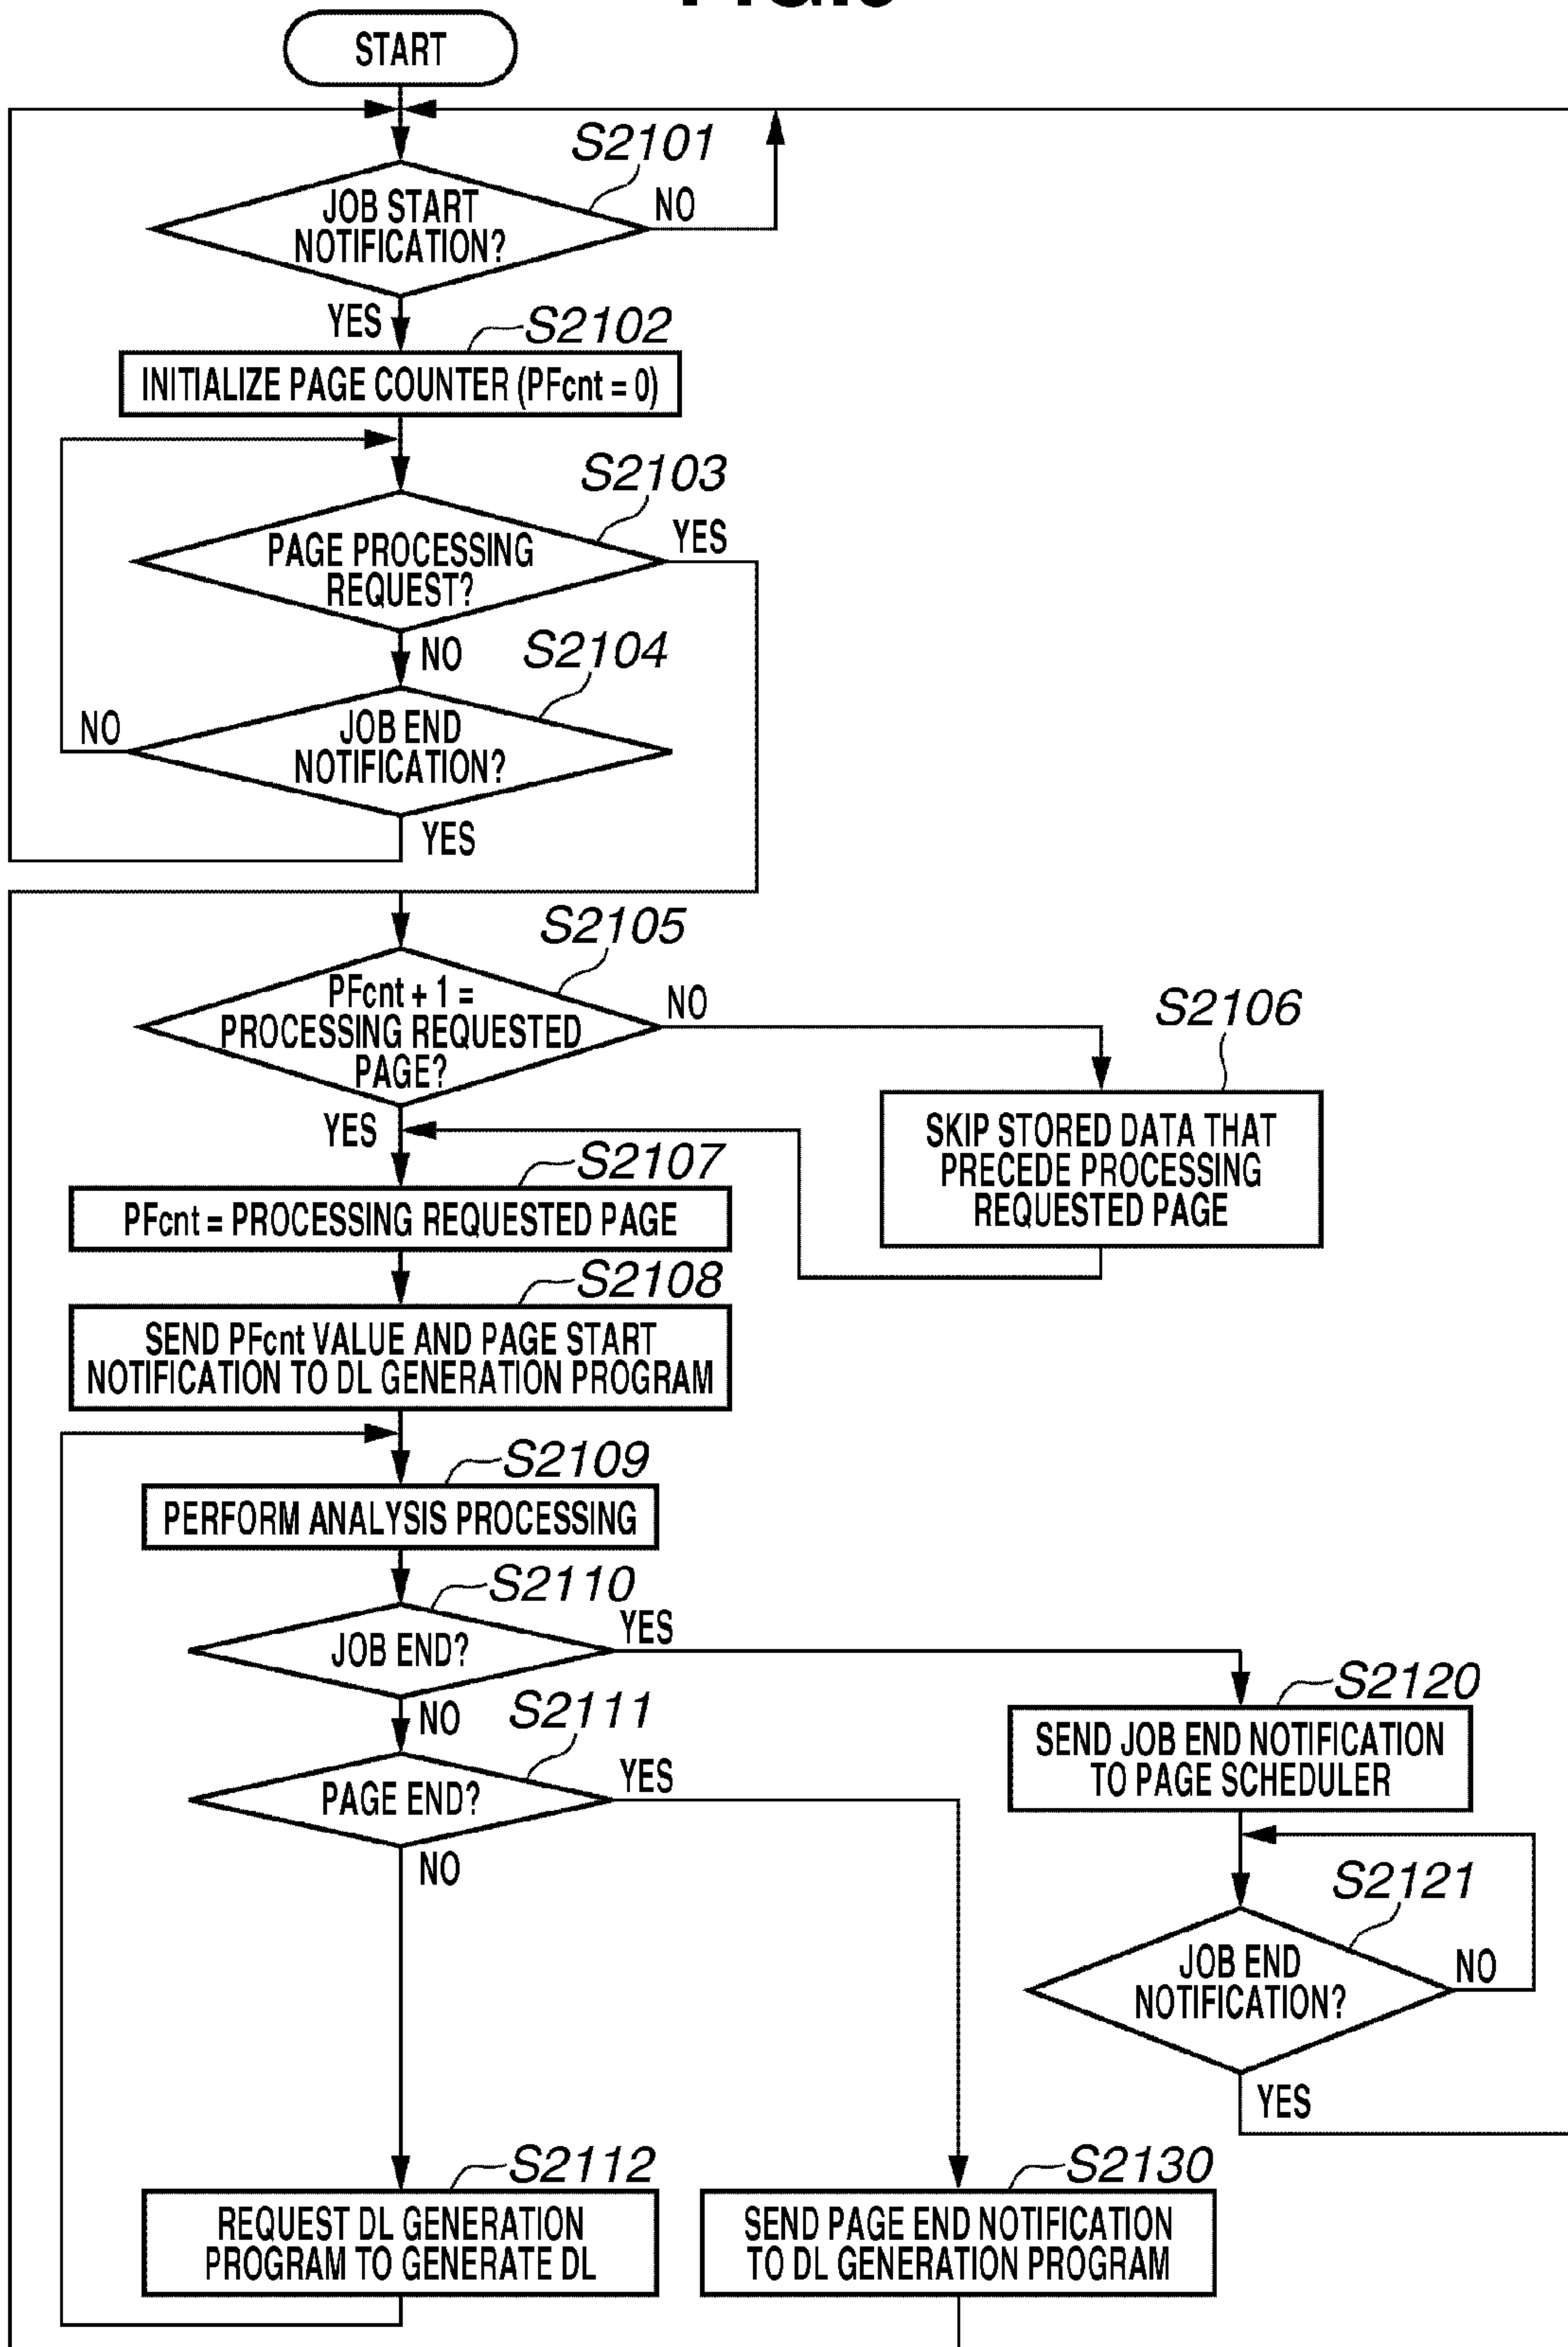 START
S2101
JOB START
NOTIFICATION?
NO
YES
S2102
INITIALIZE PAGE COUNTER (PFcnt = 0)
S2103
PAGE PROCESSING
REQUEST?
YES
NO
S2104
JOB END
NOTIFICATION?
NO
YES
S2105
PFcnt + 1 =
PROCESSING REQUESTED
PAGE?
NO
YES
S2106
SKIP STORED DATA THAT
PRECEDE PROCESSING
REQUESTED PAGE
S2107
PFcnt = PROCESSING REQUESTED PAGE
S2108
SEND PFcnt VALUE AND PAGE START
NOTIFICATION TO DL GENERATION PROGRAM
S2109
PERFORM ANALYSIS PROCESSING
S2110
JOB END?
YES
NO
S2111
PAGE END?
YES
NO
S2120
SEND JOB END NOTIFICATION
TO PAGE SCHEDULER
S2121
JOB END
NOTIFICATION?
NO
YES
S2112
REQUEST DL GENERATION
PROGRAM TO GENERATE DL
S2130
SEND PAGE END NOTIFICATION
TO DL GENERATION PROGRAM